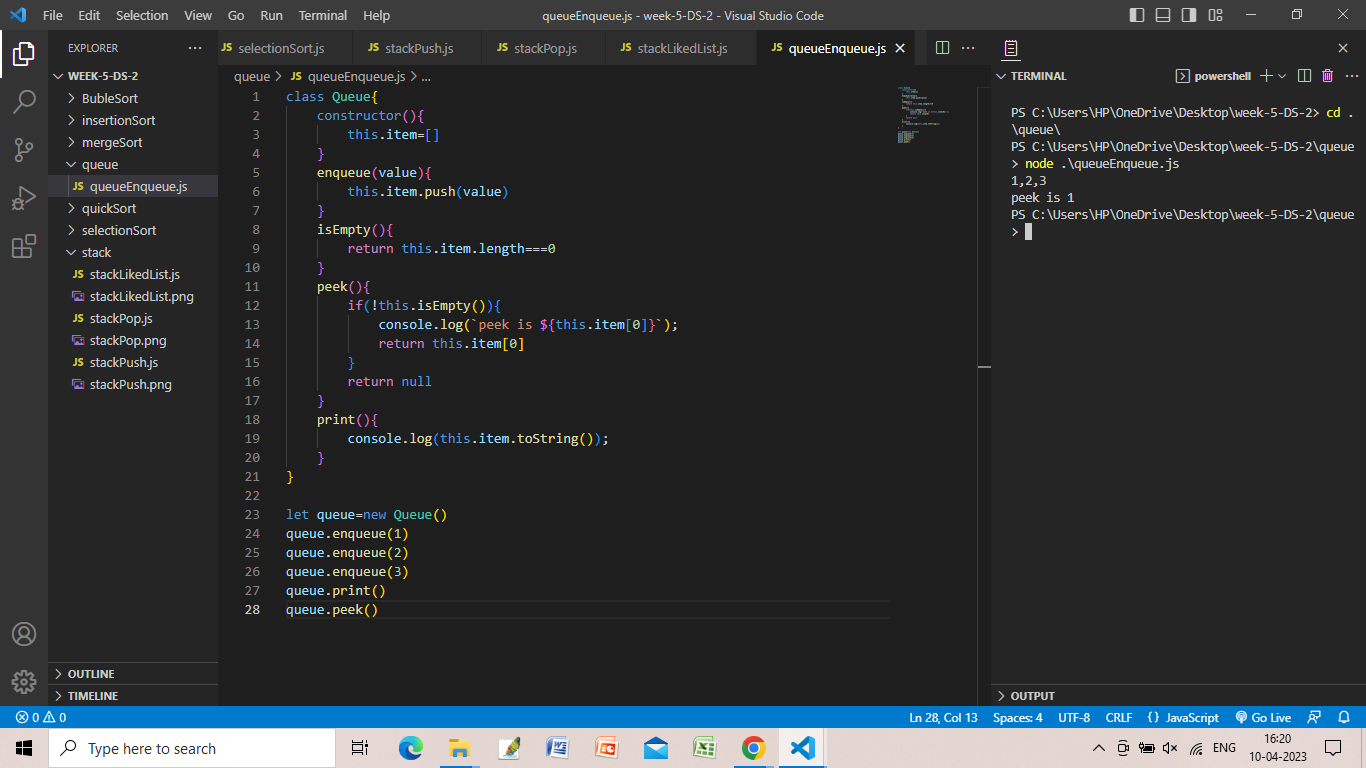 File Edit Selection View Go Run Terminal Help
queueEnqueue.js - week-5-DS-2 - Visual Studio Code
EXPLORER
WEEK-5-DS-2
BubleSort
insertionSort
mergeSort
queue
JS queueEnqueue.js
quickSort
selectionSort
stack
JS stackLikedList.js
stackLikedList.png
JS stackPop.js
stackPop.png
JS stackPush.js
stackPush.png
OUTLINE
TIMELINE
JS selectionSort.js JS stackPush.js JS stackPop.js JS stackLikedList.js JS queueEnqueue.js
queue > JS queueEnqueue.js > ...
1 class Queue{
2     constructor(){
3         this.item=[]
4     }
5     enqueue(value){
6         this.item.push(value)
7     }
8     isEmpty(){
9         return this.item.length===0
10     }
11     peek(){
12         if(!this.isEmpty()){
13             console.log(`peek is ${this.item[0]}`);
14             return this.item[0]
15         }
16         return null
17     }
18     print(){
19         console.log(this.item.toString());
20     }
21 }
22
23 let queue=new Queue()
24 queue.enqueue(1)
25 queue.enqueue(2)
26 queue.enqueue(3)
27 queue.print()
28 queue.peek()
TERMINAL
powershell
PS C:\Users\HP\OneDrive\Desktop\week-5-DS-2> cd .
\queue\
PS C:\Users\HP\OneDrive\Desktop\week-5-DS-2\queue
> node .\queueEnqueue.js
1,2,3
peek is 1
PS C:\Users\HP\OneDrive\Desktop\week-5-DS-2\queue
>
OUTPUT
0 0
Ln 28, Col 13 Spaces: 4 UTF-8 CRLF {} JavaScript Go Live
Type here to search
ENG
16:20
10-04-2023